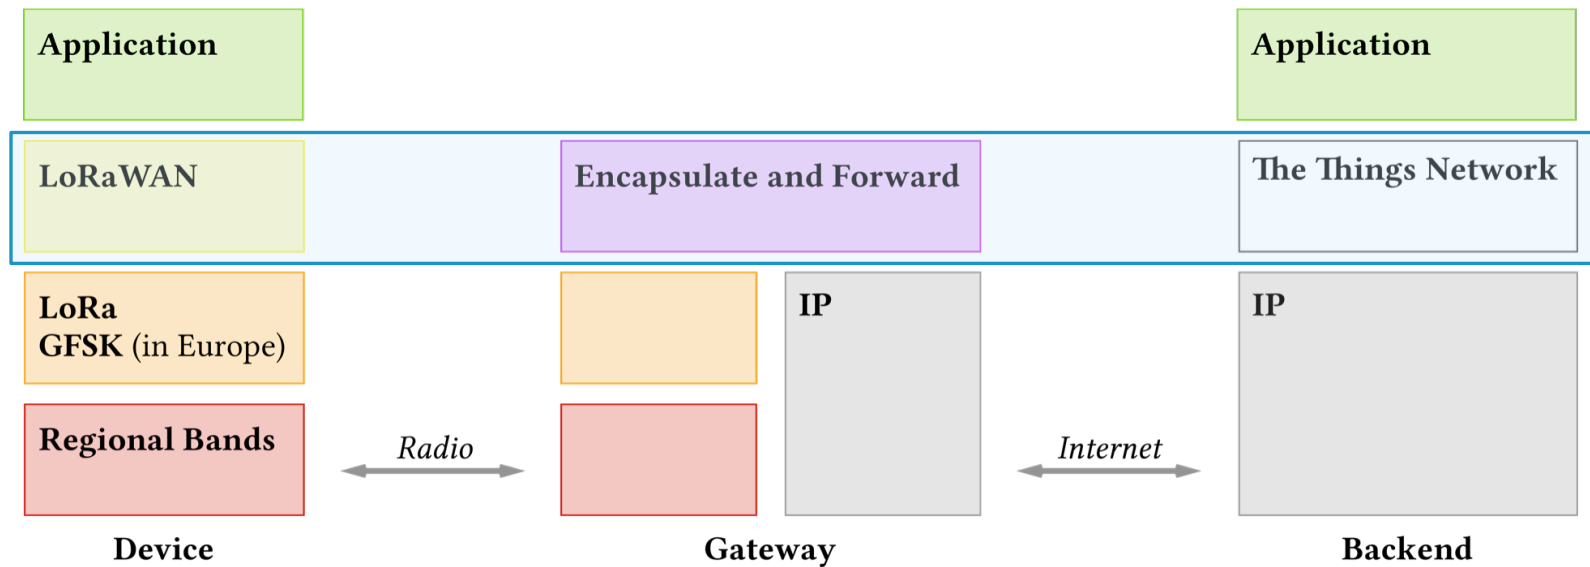 Application
Application
LoRaWAN
Encapsulate and Forward
The Things Network
LoRa
GFSK (in Europe)
IP
IP
Regional Bands
Radio
Internet
Device
Gateway
Backend